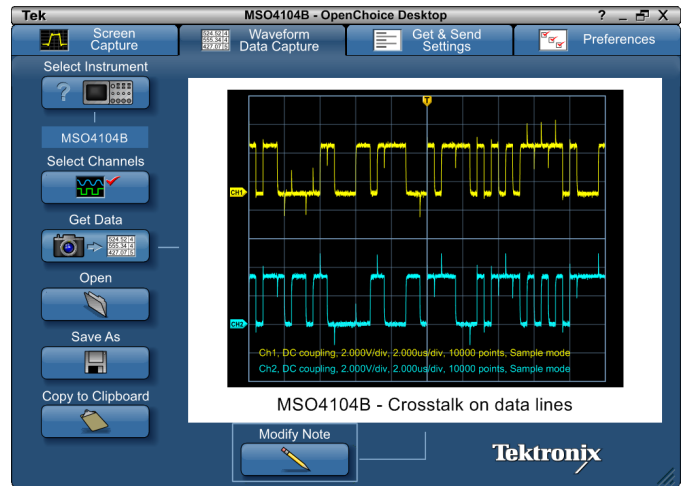 Tek
MSO4104B - OpenChoice Desktop
? _ X
Screen Capture
Waveform Data Capture
Get & Send Settings
Preferences
Select Instrument
?
MSO4104B
Select Channels
Get Data
Open
Save As
Copy to Clipboard
T
CH1
CH2
Ch1, DC coupling, 2.000V/div, 2.000us/div, 10000 points, Sample mode
Ch2, DC coupling, 2.000V/div, 2.000us/div, 10000 points, Sample mode
MSO4104B - Crosstalk on data lines
Modify Note
Tektronix